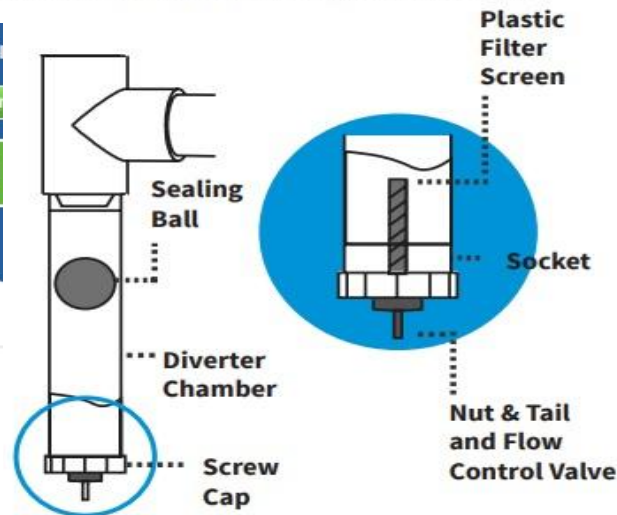 Plastic
Filter
Screen
Sealing
Ball
Socket
Diverter
Chamber
Nut & Tail
and Flow
Control Valve
Screw
Cap